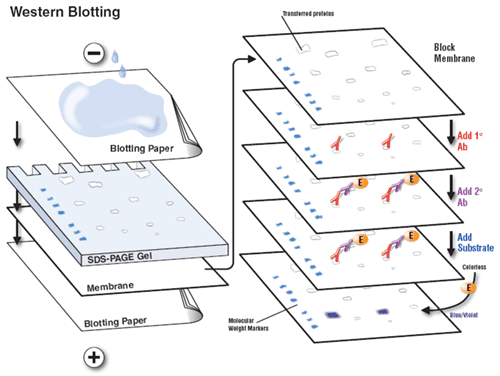 Western Blotting
−
Blotting Paper
SDS-PAGE Gel
Membrane
Blotting Paper
+
Transferred proteins
Block
Membrane
Add 1°
Ab
E
E
Add 2°
Ab
E
E
Add
Substrate
Colorless
E
Blue/Violet
Molecular
Weight Markers